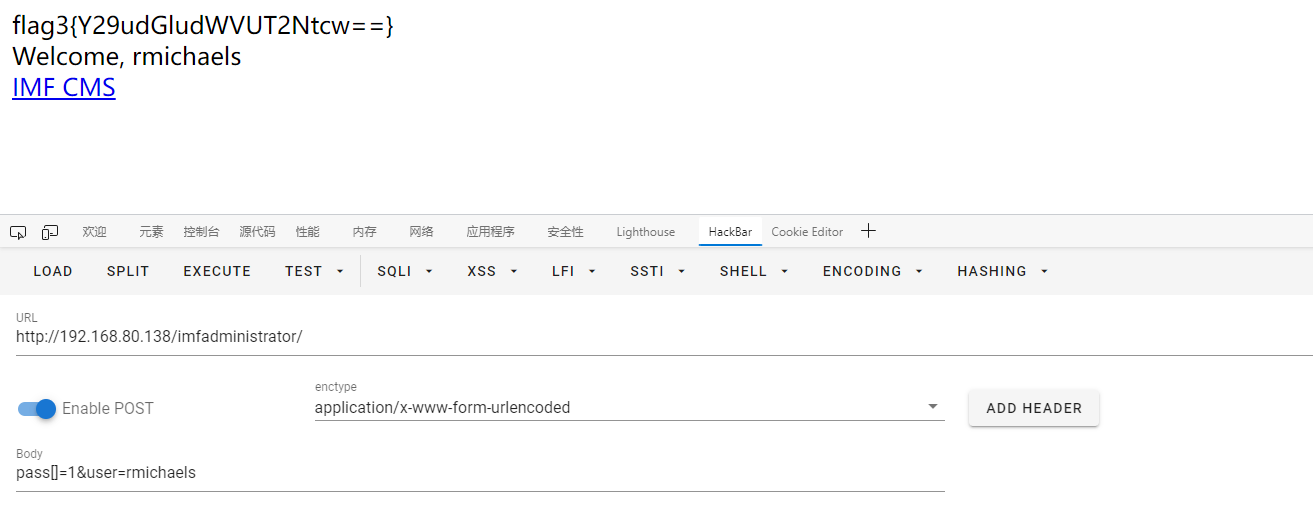 flag3{Y29udGludWVUT2Ntcw==}
Welcome, rmichaels
IMF CMS
欢迎 元素 控制台 源代码 性能 内存 网络 应用程序 安全性 Lighthouse HackBar Cookie Editor
LOAD SPLIT EXECUTE TEST SQLI XSS LFI SSTI SHELL ENCODING HASHING
URL
http://192.168.80.138/imfadministrator/
enctype
Enable POST application/x-www-form-urlencoded ADD HEADER
Body
pass[]=1&user=rmichaels